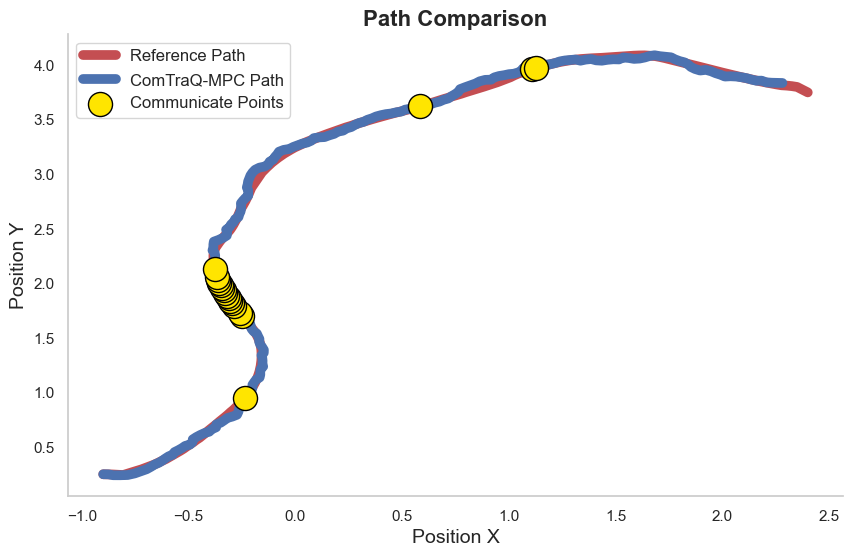 Path Comparison
Reference Path
ComTraQ-MPC Path
Communicate Points
Position Y
4.0
3.5
3.0
2.5
2.0
1.5
1.0
0.5
-1.0 -0.5 0.0 0.5 1.0 1.5 2.0 2.5
Position X